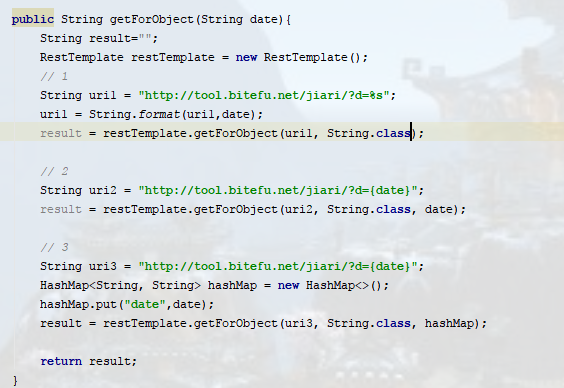 public String getForObject(String date){
    String result="";
    RestTemplate restTemplate = new RestTemplate();
    // 1
    String uri1 = "http://tool.bitefu.net/jiari/?d=%s";
    uri1 = String.format(uri1,date);
    result = restTemplate.getForObject(uri1, String.class);
    // 2
    String uri2 = "http://tool.bitefu.net/jiari/?d={date}";
    result = restTemplate.getForObject(uri2, String.class, date);
    // 3
    String uri3 = "http://tool.bitefu.net/jiari/?d={date}";
    HashMap<String, String> hashMap = new HashMap<>();
    hashMap.put("date",date);
    result = restTemplate.getForObject(uri3, String.class, hashMap);
    return result;
}